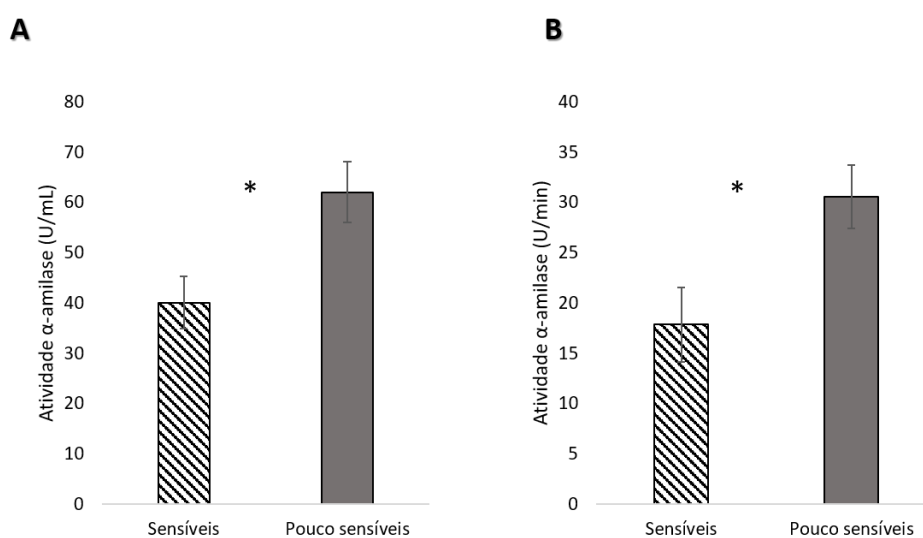 A
Atividade α-amilase (U/mL)
80
70
60
50
40
30
20
10
0
*
Sensíveis
Pouco sensíveis
B
Atividade α-amilase (U/min)
40
35
30
25
20
15
10
5
0
*
Sensíveis
Pouco sensíveis